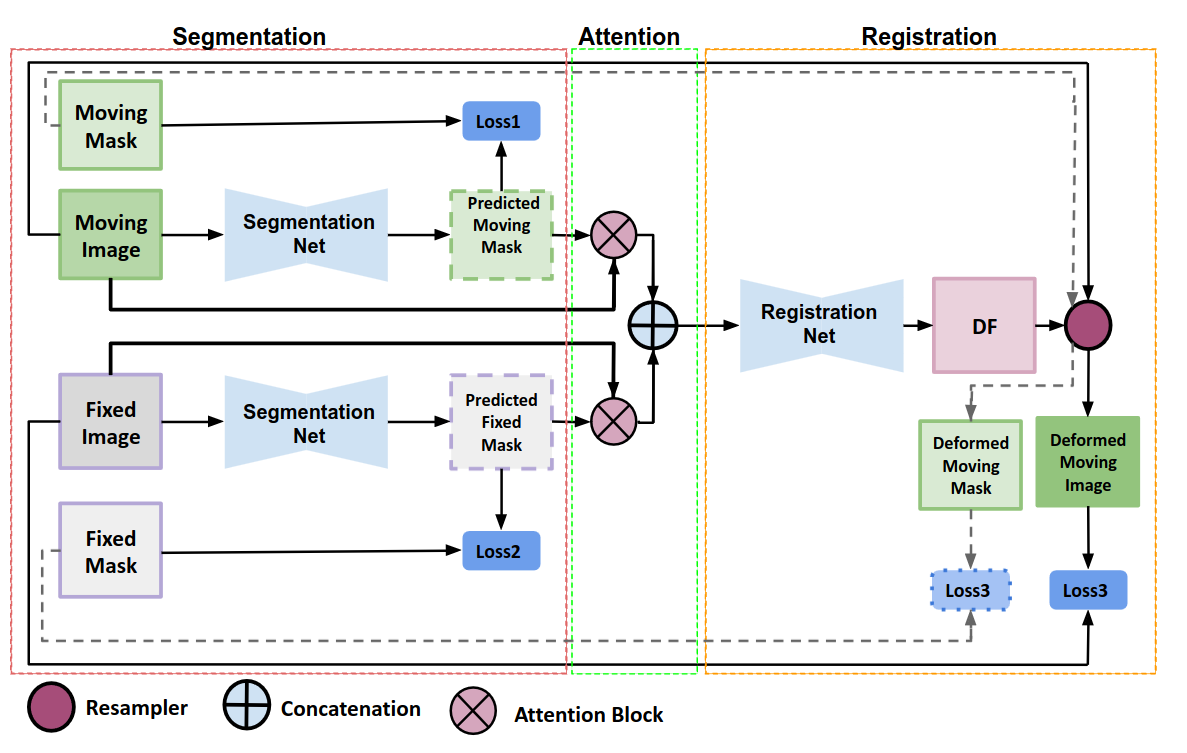 Segmentation
Attention
Registration
Moving
Mask
Loss1
Moving
Image
Segmentation
Net
Predicted
Moving
Mask
Registration
Net
DF
Fixed
Image
Segmentation
Net
Predicted
Fixed
Mask
Deformed
Moving
Mask
Deformed
Moving
Image
Fixed
Mask
Loss2
Loss3
Loss3
Resampler
Concatenation
Attention Block